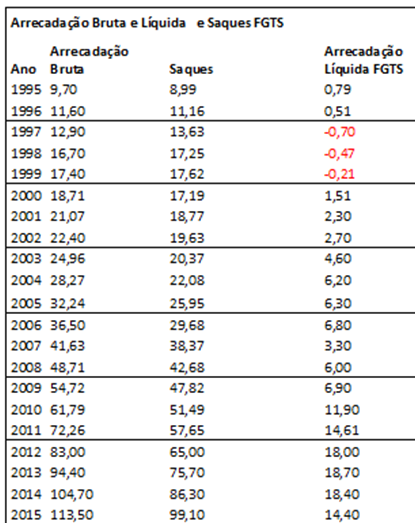 Arrecadação Bruta e Líquida e Saques FGTS
Arrecadação Arrecadação
Ano Bruta Saques Líquida FGTS
1995 9,70 8,99 0,79
1996 11,60 11,16 0,51
1997 12,90 13,63 -0,70
1998 16,70 17,25 -0,47
1999 17,40 17,62 -0,21
2000 18,71 17,19 1,51
2001 21,07 18,77 2,30
2002 22,40 19,63 2,70
2003 24,96 20,37 4,60
2004 28,27 22,08 6,20
2005 32,24 25,95 6,30
2006 36,50 29,68 6,80
2007 41,63 38,37 3,30
2008 48,71 42,68 6,00
2009 54,72 47,82 6,90
2010 61,79 51,49 11,90
2011 72,26 57,65 14,61
2012 83,00 65,00 18,00
2013 94,40 75,70 18,70
2014 104,70 86,30 18,40
2015 113,50 99,10 14,40